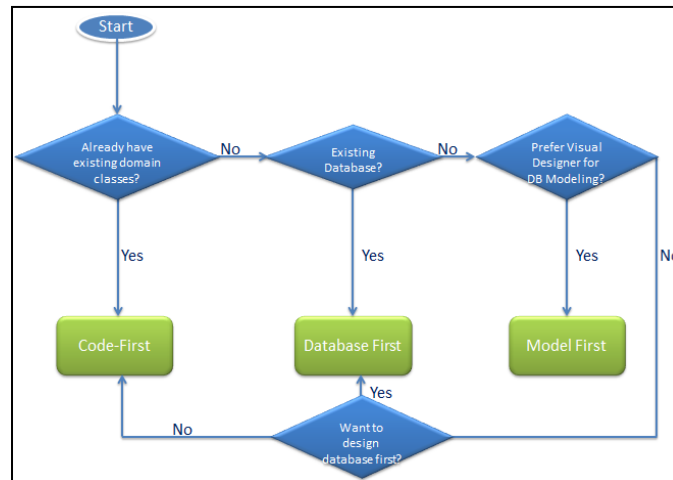 Start
Already have
existing domain
classes?
No
Existing
Database?
No
Prefer Visual
Designer for
DB Modeling?
Yes
Yes
Yes
No
Code-First
Database First
Model First
Yes
No
Want to
design
database first?